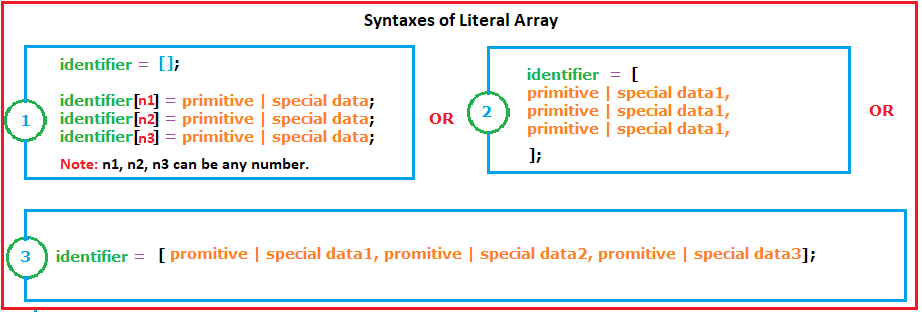 Syntaxes of Literal Array
1
identifier = [];
identifier[n1] = primitive | special data;
identifier[n2] = primitive | special data;
identifier[n3] = primitive | special data;
Note: n1, n2, n3 can be any number.
OR
2
identifier = [
primitive | special data1,
primitive | special data1,
primitive | special data1,
];
OR
3
identifier = [ promitive | special data1, promitive | special data2, promitive | special data3];